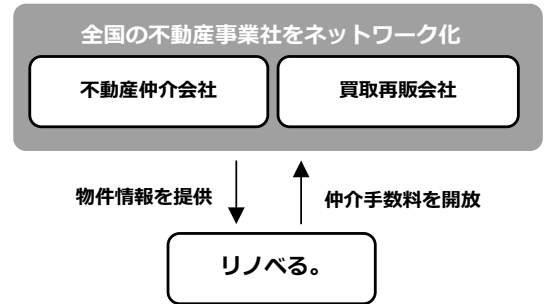 全国の不動産事業社をネットワーク化
不動産仲介会社
買取再販会社
物件情報を提供
仲介手数料を開放
リノベる。